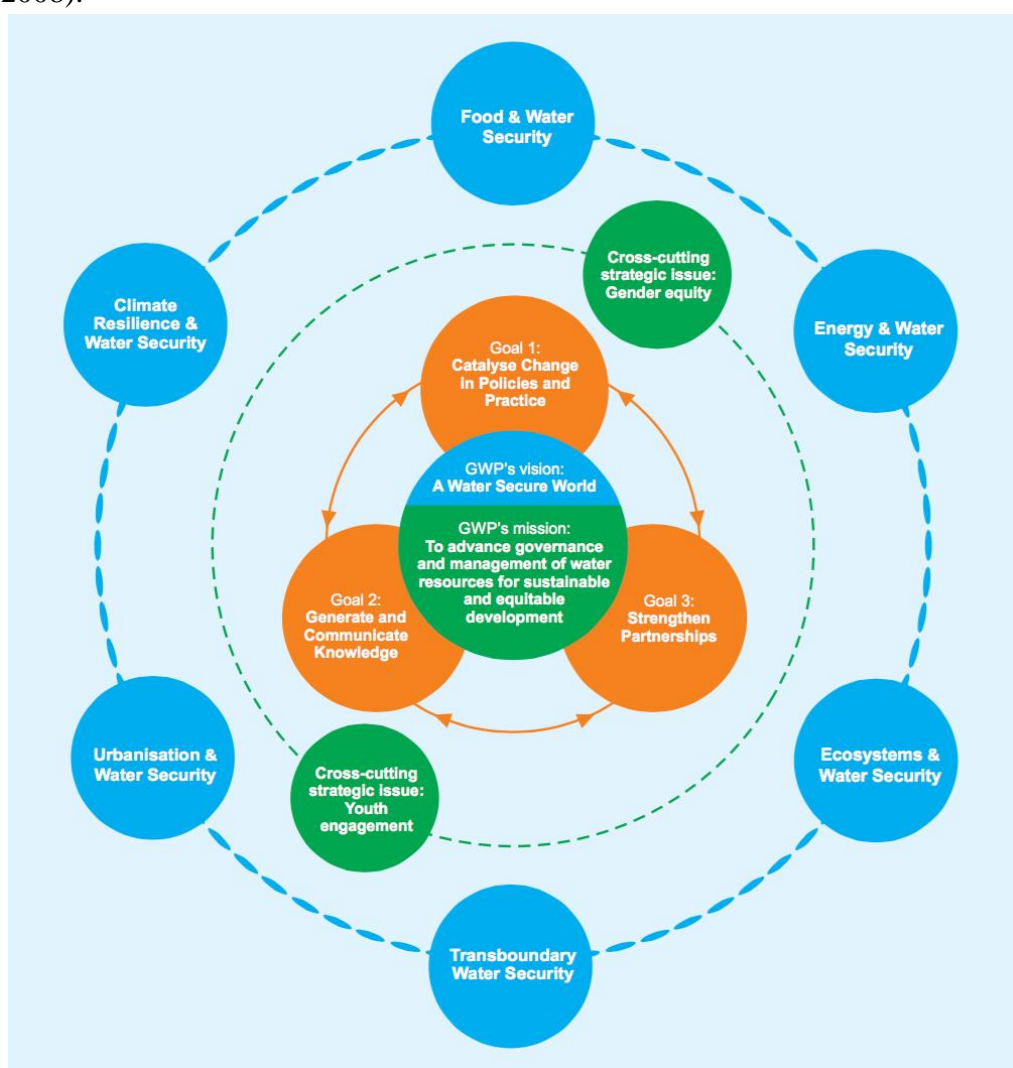 2008).
Food & Water
Security
Cross-cutting
strategic issue:
Gender equity
Climate
Resilience &
Water Security
Energy & Water
Security
Goal 1:
Catalyse Change
in Policies and
Practice
GWP's vision:
A Water Secure World
GWP's mission:
To advance governance
and management of water
resources for sustainable
and equitable
development
Goal 2:
Generate and
Communicate
Knowledge
Goal 3:
Strengthen
Partnerships
Urbanisation &
Water Security
Ecosystems &
Water Security
Cross-cutting
strategic issue:
Youth
engagement
Transboundary
Water Security